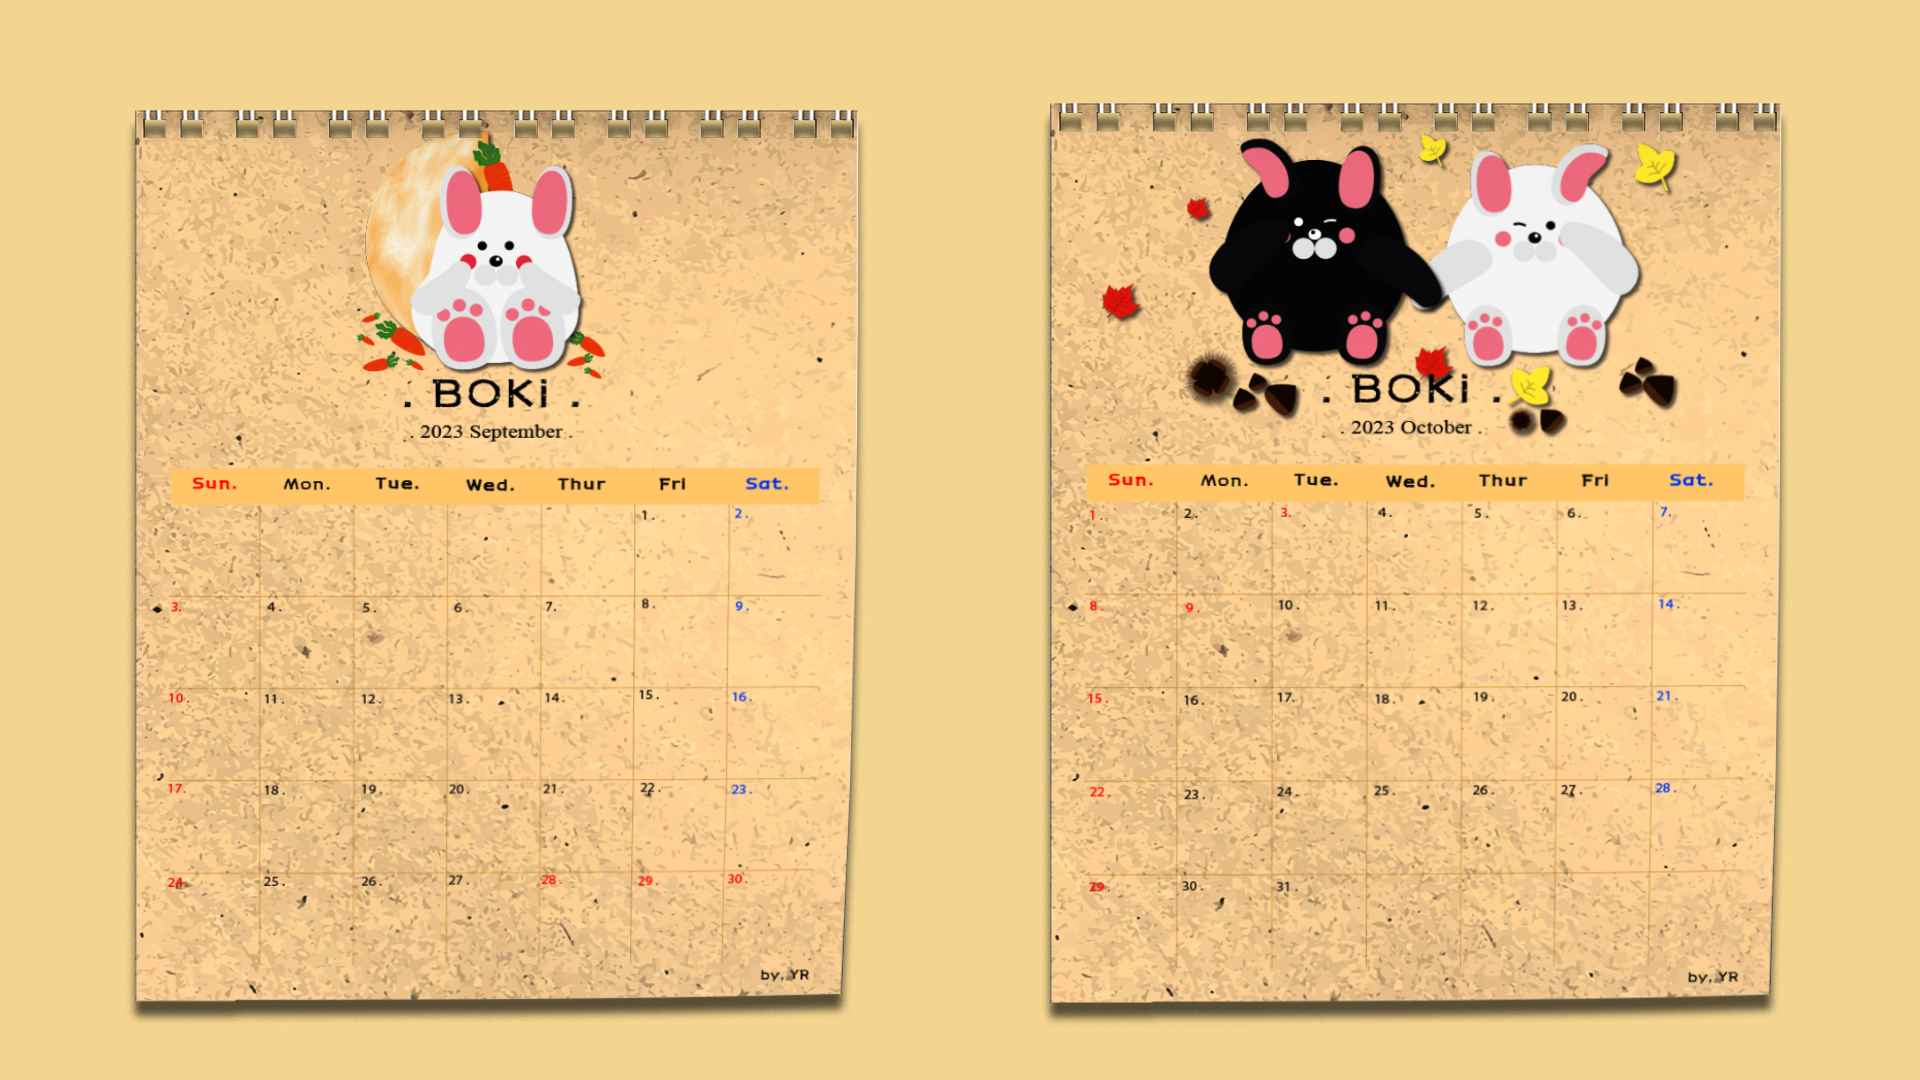 . BOKi .
. 2023 September .
Sun. Mon. Tue. Wed. Thur Fri Sat.
1. 2.
3. 4. 5. 6. 7. 8. 9.
10. 11. 12. 13. 14. 15. 16.
17. 18. 19. 20. 21. 22. 23.
24. 25. 26. 27. 28. 29. 30.
by. YR
. BOKi .
. 2023 October .
Sun. Mon. Tue. Wed. Thur Fri Sat.
1. 2. 3. 4. 5. 6. 7.
8. 9. 10. 11. 12. 13. 14.
15. 16. 17. 18. 19. 20. 21.
22. 23. 24. 25. 26. 27. 28.
29. 30. 31.
by. YR